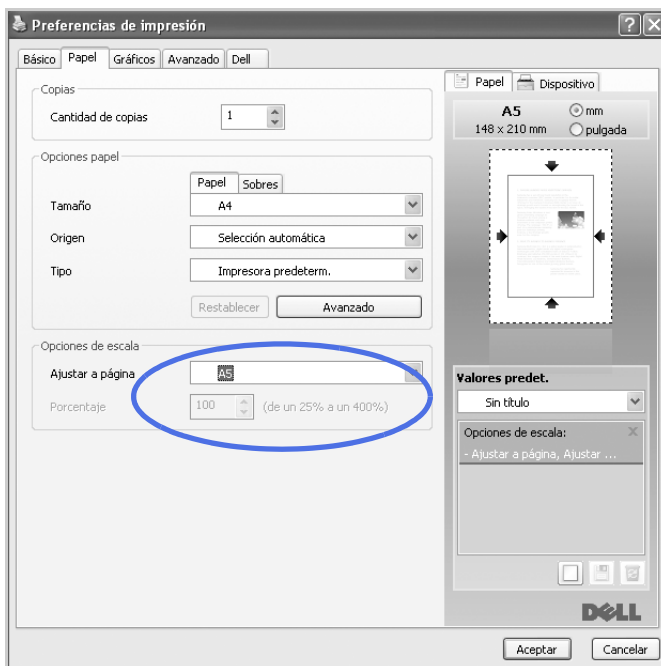 Preferencias de impresión
Básico Papel Gráficos Avanzado Dell
Copias
Cantidad de copias 1
Opciones papel
Papel Sobres
Tamaño A4
Origen Selección automática
Tipo Impresora predeterm.
Restablecer Avanzado
Opciones de escala
Ajustar a página A5
Porcentaje 100 (de un 25% a un 400%)
Papel Dispositivo
A5 mm
148 x 210 mm pulgada
Valores predet.
Sin título
Opciones de escala:
- Ajustar a página, Ajustar ...
DELL
Aceptar Cancelar